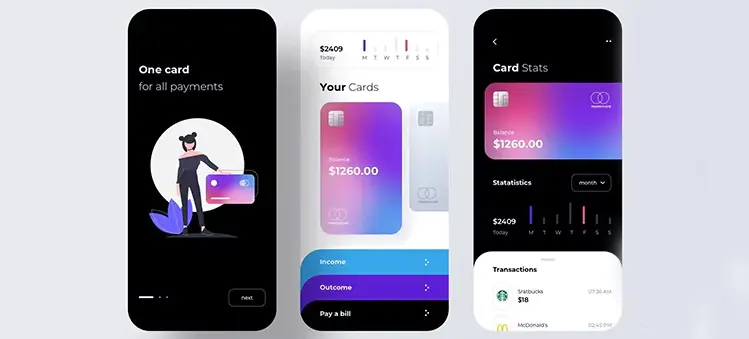 One card
for all payments
next
$2409
Today
M T W T F S S
Your Cards
Balance
$1260.00
Income
Outcome
Pay a bill
Card Stats
Balance
$1260.00
Statatistics
month
$2409
Today
M T W T F S S
Transactions
Sratbucks
07:36 AM
$18
McDonald's
02:45 PM